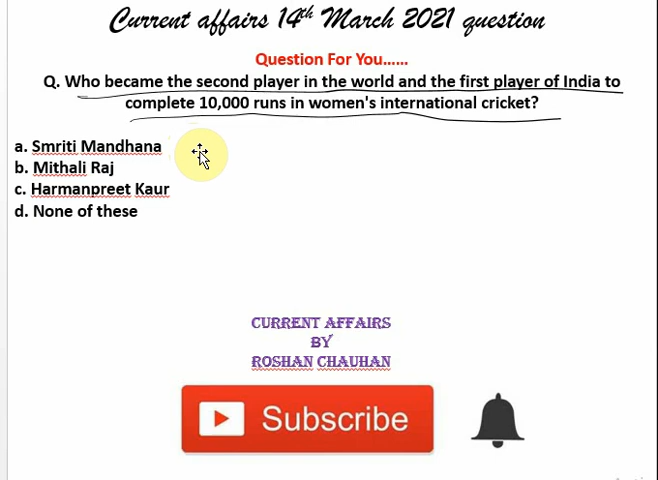 Current affairs 14th March 2021 question
Question For You......
Q. Who became the second player in the world and the first player of India to
complete 10,000 runs in women's international cricket?
a. Smriti Mandhana
b. Mithali Raj
c. Harmanpreet Kaur
d. None of these
CURRENT AFFAIRS
BY
ROSHAN CHAUHAN
Subscribe